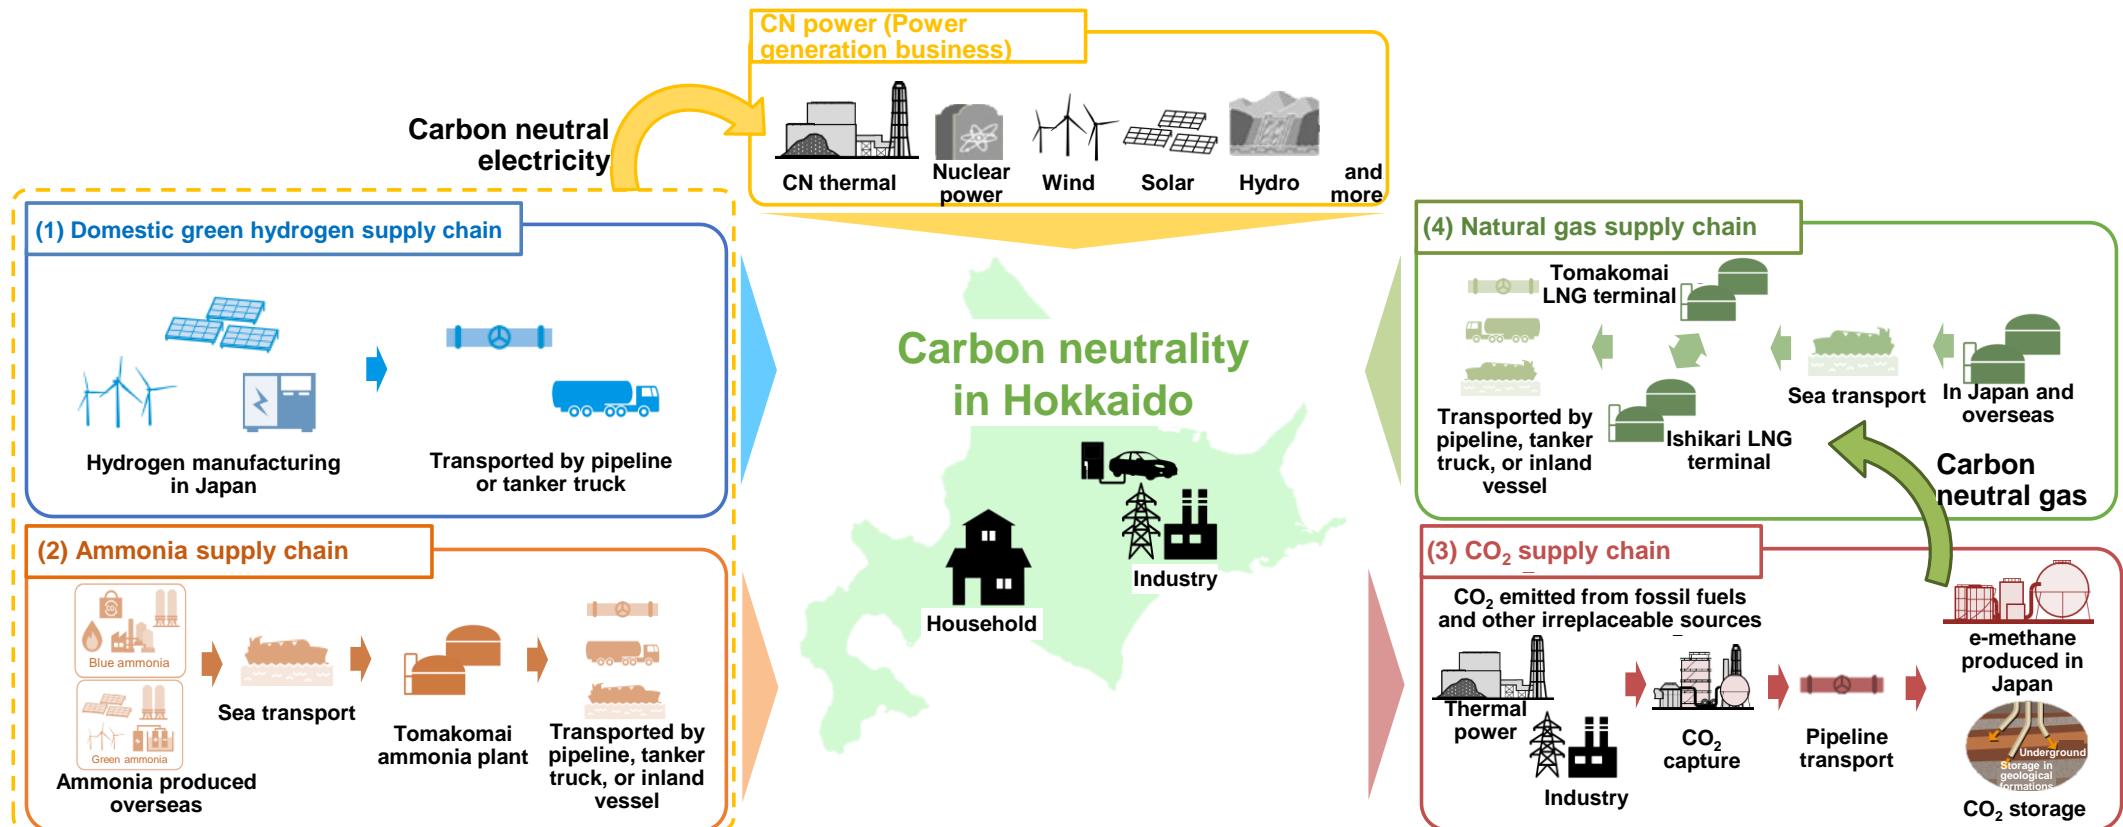 CN power (Power
generation business)
CN thermal
Nuclear
power
Wind
Solar
Hydro
and
more
Carbon neutral
electricity
(1) Domestic green hydrogen supply chain
Hydrogen manufacturing
in Japan
Transported by pipeline
or tanker truck
(2) Ammonia supply chain
Blue ammonia
Green ammonia
Ammonia produced
overseas
Sea transport
Tomakomai
ammonia plant
Transported by
pipeline, tanker
truck, or inland
vessel
Carbon neutrality
in Hokkaido
Household
Industry
(4) Natural gas supply chain
Tomakomai
LNG terminal
Transported by
pipeline, tanker
truck, or inland
vessel
Ishikari LNG
terminal
Sea transport
In Japan and
overseas
Carbon
neutral gas
(3) CO₂ supply chain
CO₂ emitted from fossil fuels
and other irreplaceable sources
Thermal
power
Industry
CO₂
capture
Pipeline
transport
e-methane
produced in
Japan
Underground
Storage in
geological
formations
CO₂ storage